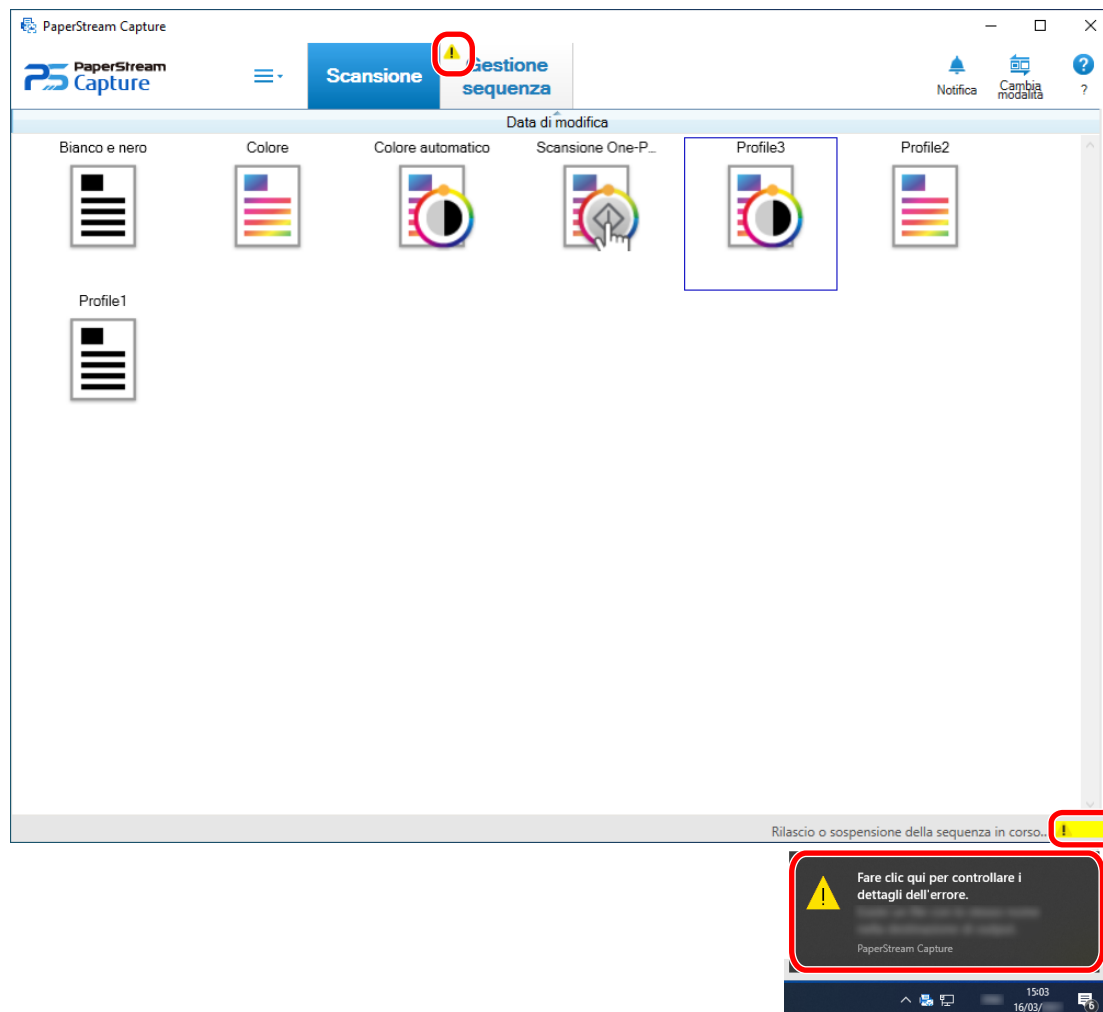 PaperStream Capture
PaperStream
Capture
Scansione
Gestione
sequenza
Notifica
Cambia
modalità
?
Data di modifica
Bianco e nero
Colore
Colore automatico
Scansione One-P...
Profile3
Profile2
Profile1
Rilascio o sospensione della sequenza in corso..
Fare clic qui per controllare i
dettagli dell'errore.
PaperStream Capture
15:03
16/03/
6